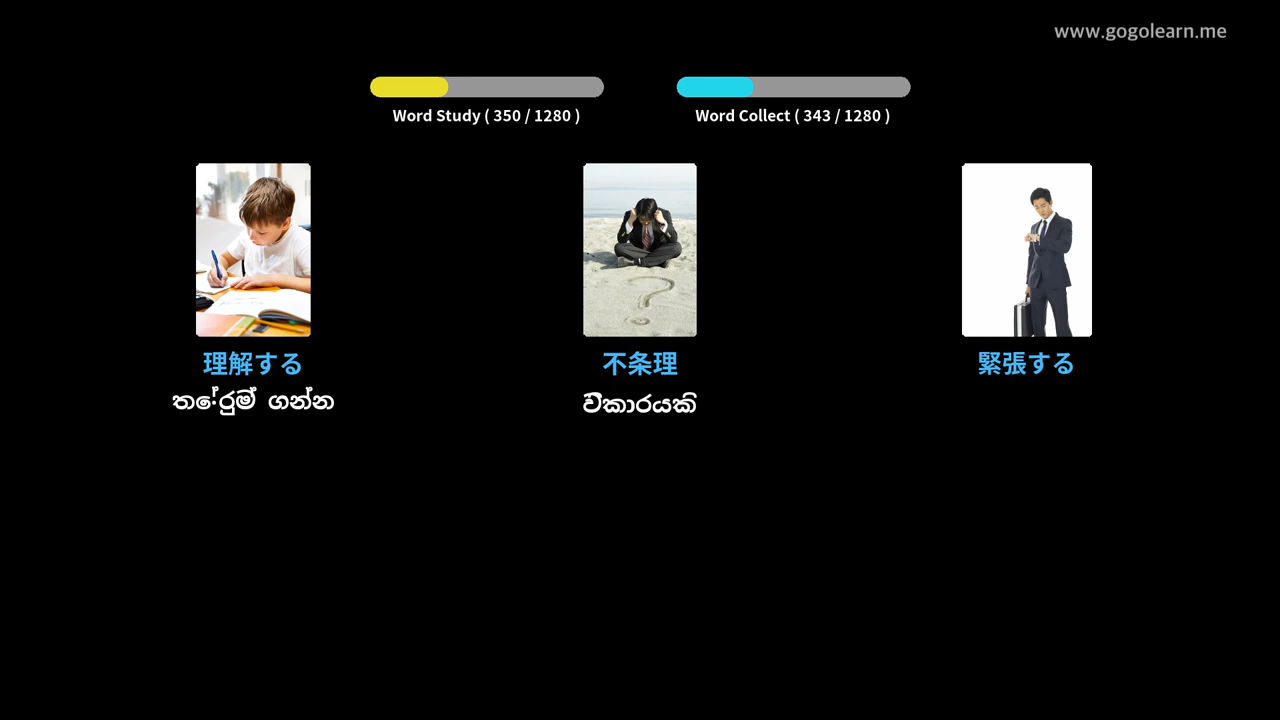 www.gogolearn.me
Word Study ( 350 / 1280 )
Word Collect ( 343 / 1280 )
理解する
不条理
緊張する
තේරුම් ගන්න
විකාරයකි